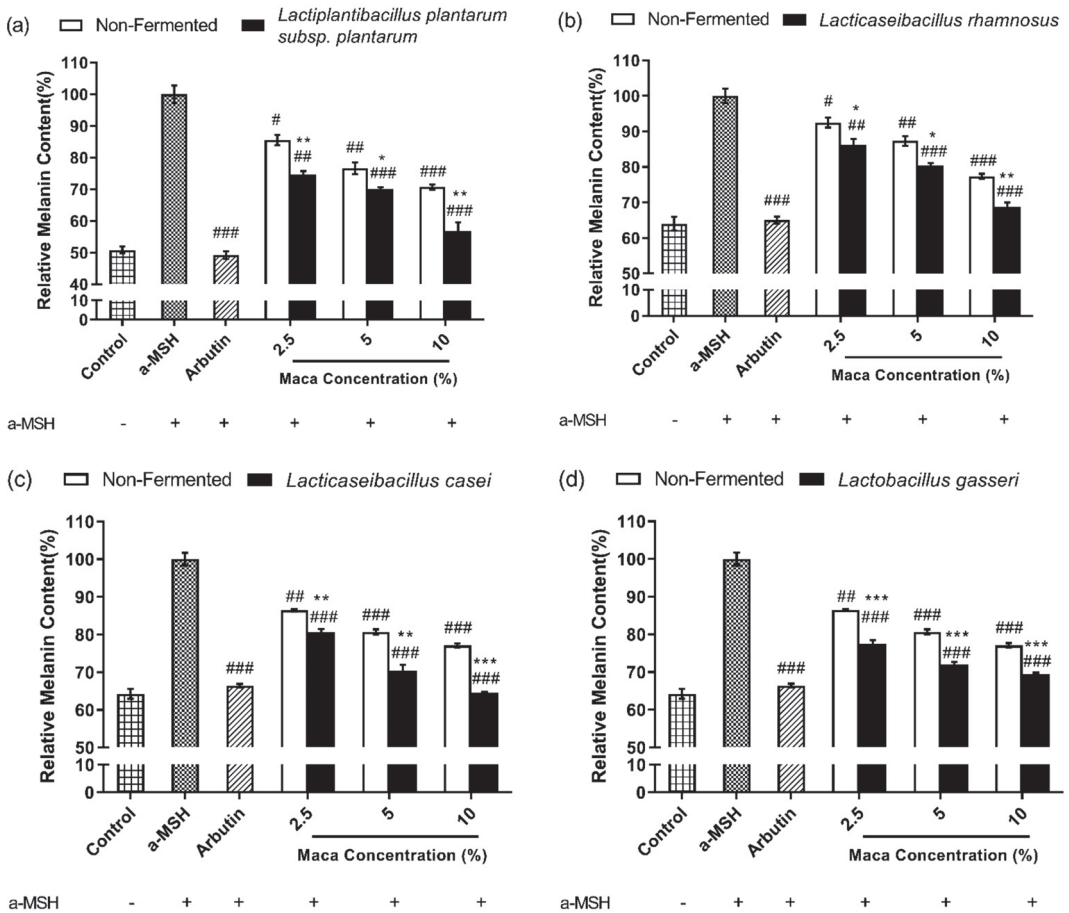 (a)
Non-Fermented
Lactiplantibacillus plantarum
subsp. plantarum
Relative Melanin Content(%)
110
100
90
80
70
60
50
40
10
0
#
**
##
##
*
###
###
**
###
###
Control
a-MSH
Arbutin
2.5
5
10
Maca Concentration (%)
a-MSH - + + + + +
(b)
Non-Fermented
Lacticaseibacillus rhamnosus
Relative Melanin Content(%)
110
100
90
80
70
60
50
10
0
#
*
##
##
*
###
###
**
###
###
Control
a-MSH
Arbutin
2.5
5
10
Maca Concentration (%)
a-MSH - + + + + +
(c)
Non-Fermented
Lacticaseibacillus casei
Relative Melanin Content(%)
110
100
90
80
70
60
50
10
0
##
**
###
###
**
###
###
***
###
###
Control
a-MSH
Arbutin
2.5
5
10
Maca Concentration (%)
a-MSH - + + + + +
(d)
Non-Fermented
Lactobacillus gasseri
Relative Melanin Content(%)
110
100
90
80
70
60
50
10
0
##
***
###
###
***
###
###
***
###
###
Control
a-MSH
Arbutin
2.5
5
10
Maca Concentration (%)
a-MSH - + + + + +